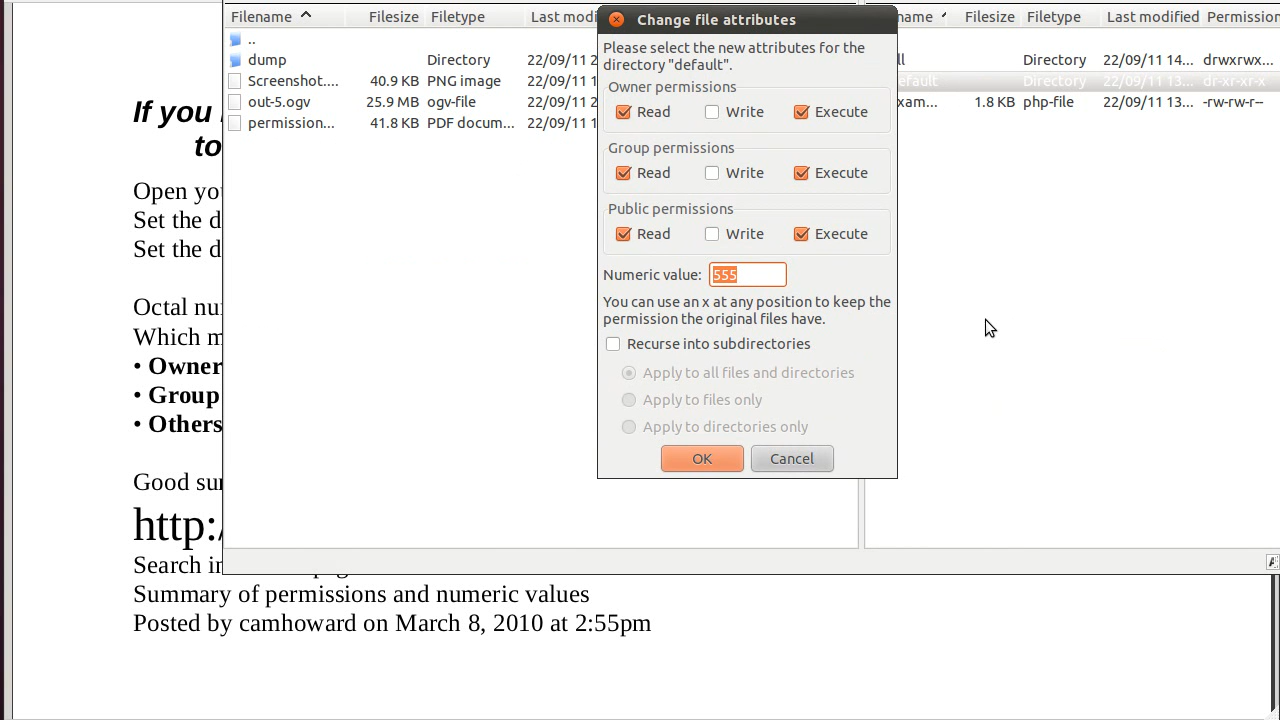 Filename Filesize Filetype Last modi
..
dump Directory 22/09/11 2
Screenshot.... 40.9 KB PNG image 22/09/11 1
out-5.ogv 25.9 MB ogv-file 22/09/11 1
permission... 41.8 KB PDF docum... 22/09/11 1
Change file attributes
Please select the new attributes for the
directory "default".
Owner permissions
Read Write Execute
Group permissions
Read Write Execute
Public permissions
Read Write Execute
Numeric value: 555
You can use an x at any position to keep the
permission the original files have.
Recurse into subdirectories
Apply to all files and directories
Apply to files only
Apply to directories only
OK Cancel
name Filesize Filetype Last modified Permission
ll Directory 22/09/11 14... drwxrwx...
default Directory 22/09/11 13... dr-xr-xr-x
xam... 1.8 KB php-file 22/09/11 13... -rw-rw-r--
If you
to
Open you
Set the d
Set the d
Octal nu
Which m
• Owner
• Group
• Others
Good su
http:/
Search in
Summary of permissions and numeric values
Posted by camhoward on March 8, 2010 at 2:55pm